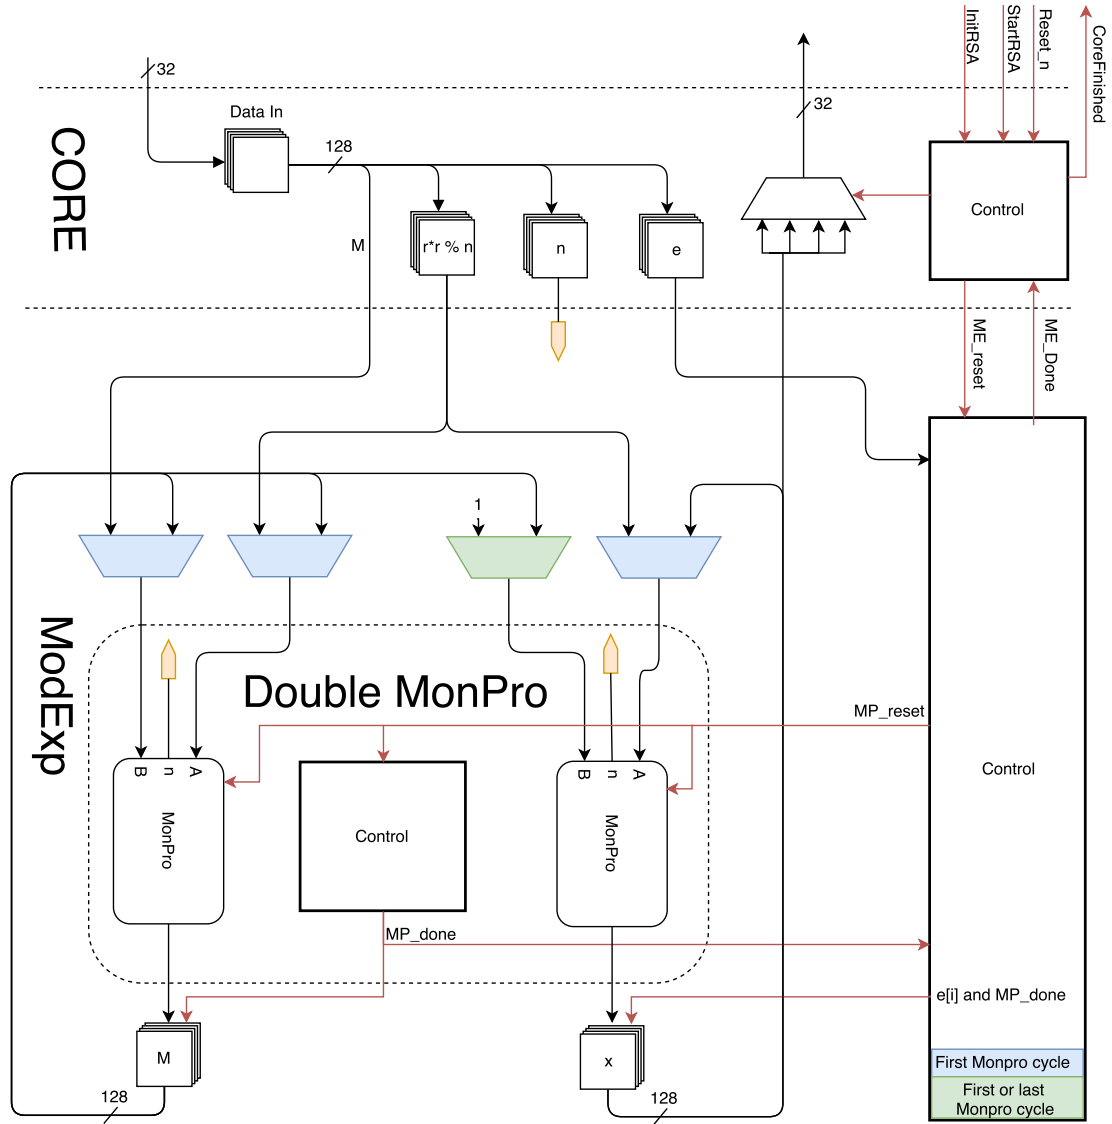 InitRSA
StartRSA
Reset_n
CoreFinished
32
32
Data In
128
CORE
M
r*r % n
n
e
Control
ME_reset
ME_Done
1
ModExp
Double MonPro
MP_reset
B
n
A
MonPro
Control
B
n
A
MonPro
Control
MP_done
e[i] and MP_done
M
x
128
128
First Monpro cycle
First or last
Monpro cycle